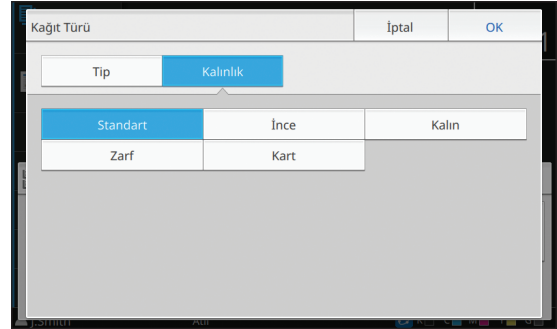 Kağıt Türü İptal OK
Tip Kalınlık
Standart İnce Kalın
Zarf Kart
J.Smith